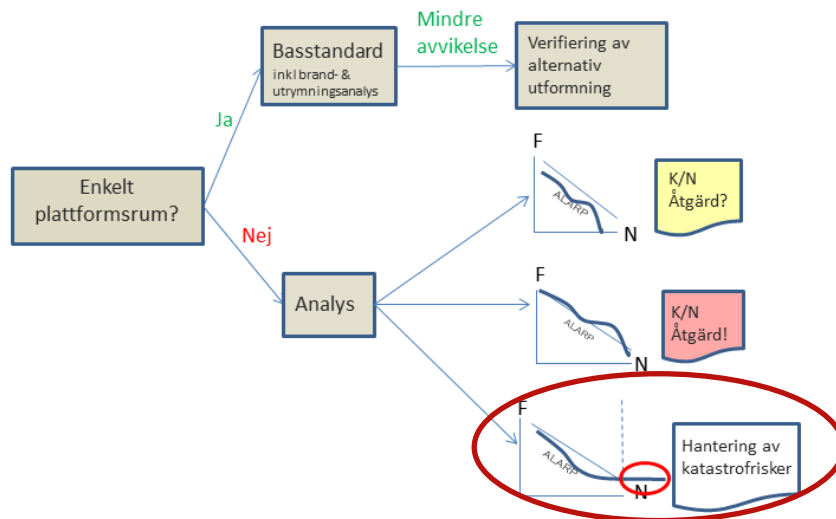 Mindre
avvikelse
Basstandard
inkl brand- &
utrymningsanalys
Verifiering av
alternativ
utformning
Ja
Enkelt
plattformsrum?
Nej
Analys
F
ALARP
N
K/N
Åtgärd?
F
ALARP
N
K/N
Åtgärd!
F
ALARP
N
Hantering av
katastrofrisker